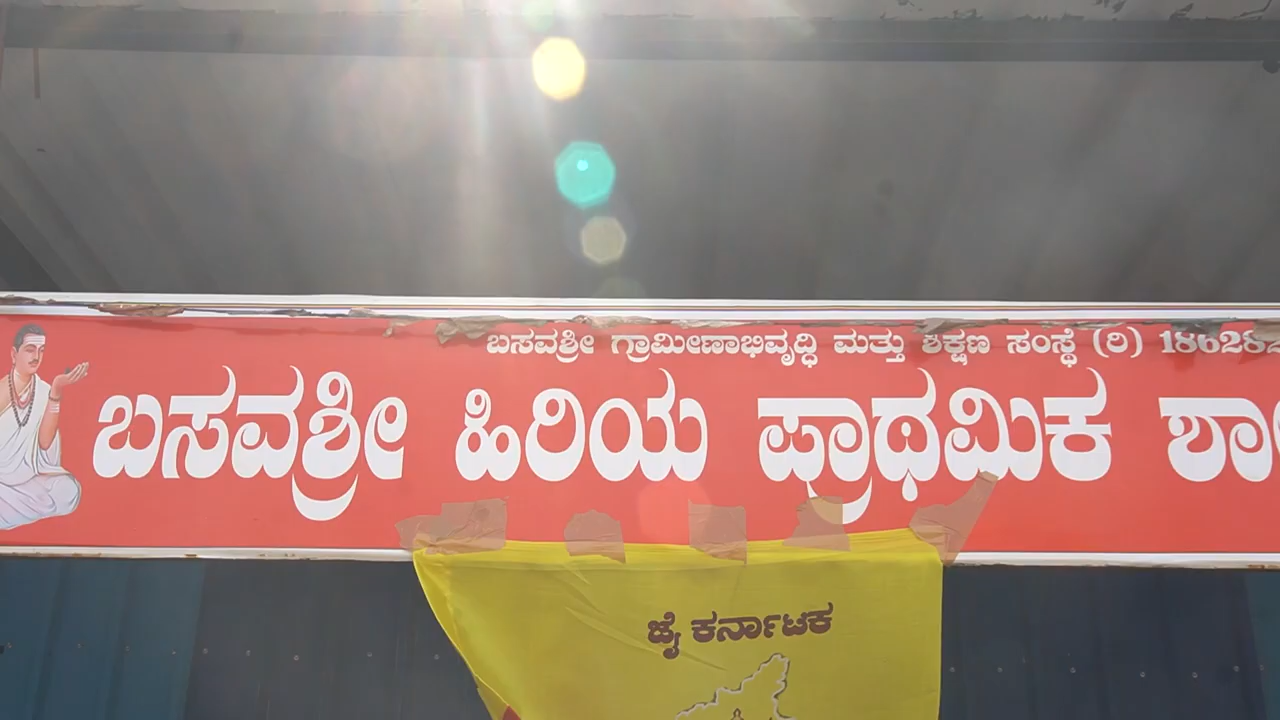 ಬಸವಶ್ರೀ ಗ್ರಾಮೀಣಾಭಿವೃದ್ಧಿ ಮತ್ತು ಶಿಕ್ಷಣ ಸಂಸ್ಥೆ (ರಿ)
ಬಸವಶ್ರೀ ಹಿರಿಯ ಪ್ರಾಥಮಿಕ
ಜೈ ಕರ್ನಾಟಕ